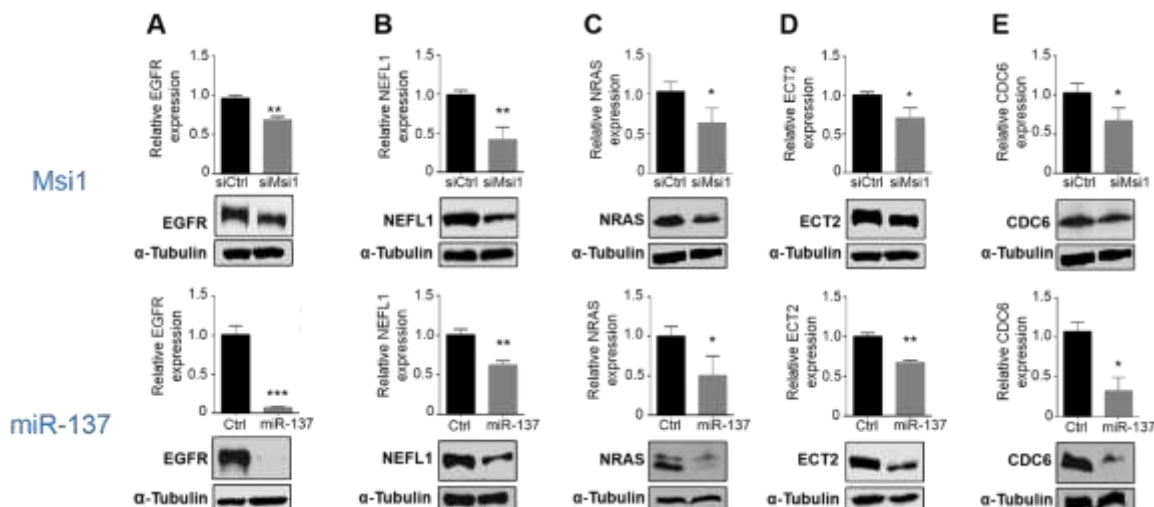 A B C D E
Msi1
Relative EGFR expression
1.5
1.0
0.5
0
**
siCtrl siMsi1
EGFR
α-Tubulin
Relative NEFL1 expression
1.5
1.0
0.5
0
**
siCtrl siMsi1
NEFL1
α-Tubulin
Relative NRAS expression
1.5
1.0
0.5
0
*
siCtrl siMsi1
NRAS
α-Tubulin
Relative ECT2 expression
1.5
1.0
0.5
0
*
siCtrl siMsi1
ECT2
α-Tubulin
Relative CDC6 expression
1.5
1.0
0.5
0
*
siCtrl siMsi1
CDC6
α-Tubulin
miR-137
Relative EGFR expression
1.5
1.0
0.5
0
***
Ctrl miR-137
EGFR
α-Tubulin
Relative NEFL1 expression
1.5
1.0
0.5
0
**
Ctrl miR-137
NEFL1
α-Tubulin
Relative NRAS expression
1.5
1.0
0.5
0
*
Ctrl miR-137
NRAS
α-Tubulin
Relative ECT2 expression
1.5
1.0
0.5
0
**
Ctrl miR-137
ECT2
α-Tubulin
Relative CDC6 expression
1.5
1.0
0.5
0
*
Ctrl miR-137
CDC6
α-Tubulin